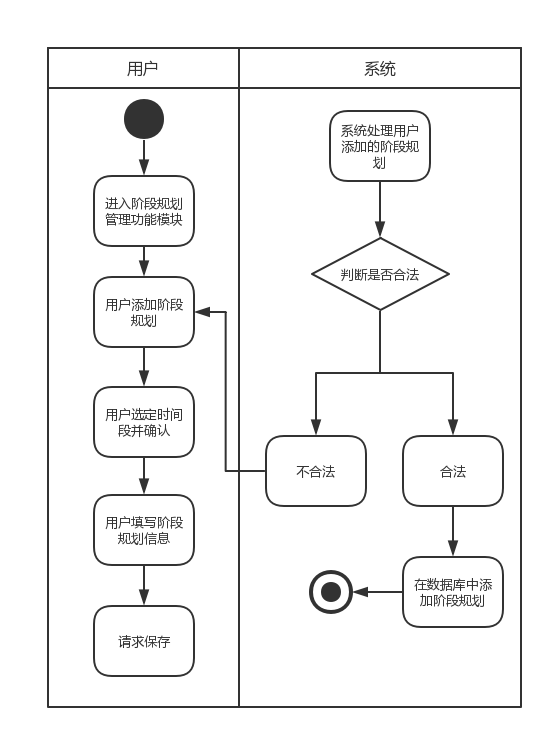 用户
系统
进入阶段规划
管理功能模块
用户添加阶段
规划
用户选定时间
段并确认
用户填写阶段
规划信息
请求保存
系统处理用户
添加的阶段规
划
判断是否合法
不合法
合法
在数据库中添
加阶段规划